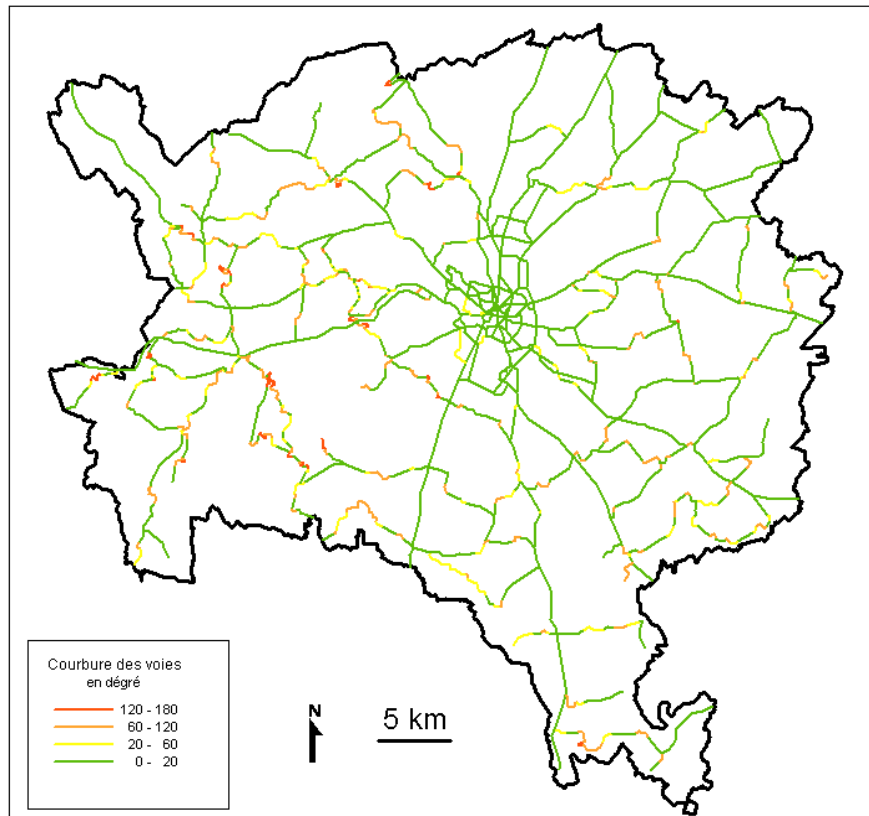 Courbure des voies
en dégré
120 - 180
60 - 120
20 - 60
0 - 20
N
5 km